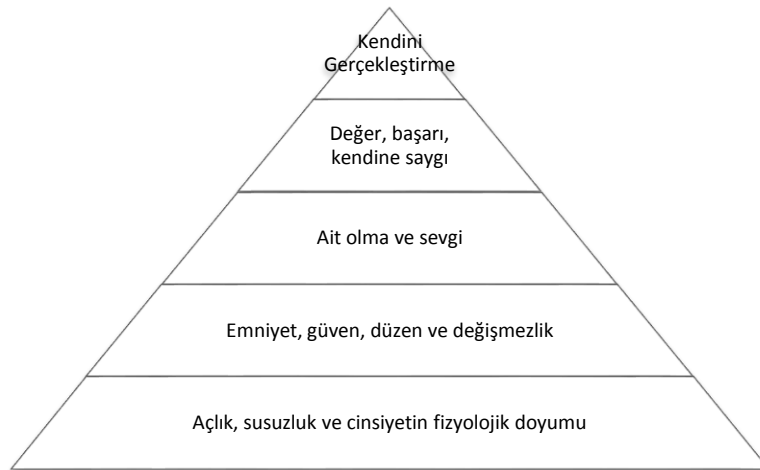 Kendini
Gerçekleştirme
Değer, başarı,
kendine saygı
Ait olma ve sevgi
Emniyet, güven, düzen ve değişmezlik
Açlık, susuzluk ve cinsiyetin fizyolojik doyumu